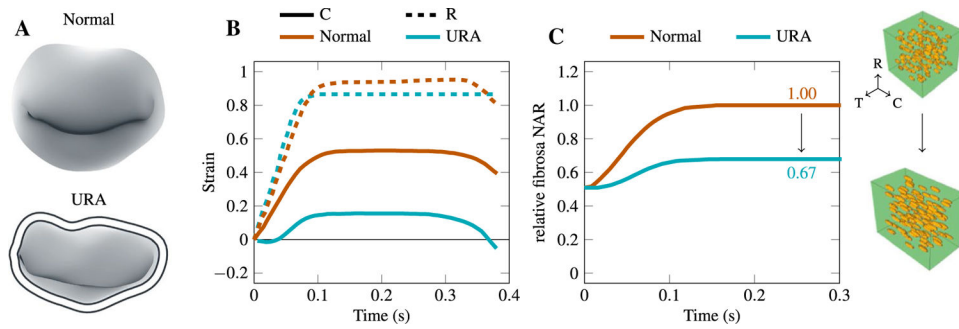 A
Normal
URA
B
C
R
Normal
URA
Strain
1
0.8
0.6
0.4
0.2
0
−0.2
0
0.1
0.2
0.3
0.4
Time (s)
C
Normal
URA
relative fibrosa NAR
1.2
1.0
0.8
0.6
0.4
0.2
0
1.00
0.67
0
0.1
0.2
0.3
Time (s)
R
T
C